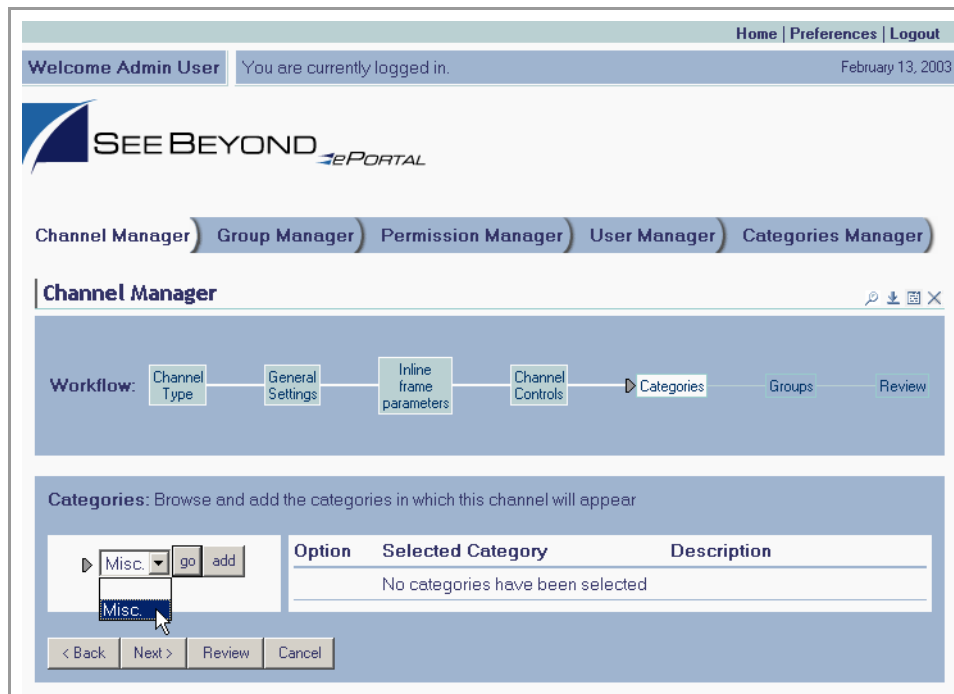 Home | Preferences | Logout
Welcome Admin User You are currently logged in. February 13, 2003
SEE BEYOND ePORTAL
Channel Manager Group Manager Permission Manager User Manager Categories Manager
Channel Manager
Workflow: Channel Type General Settings Inline frame parameters Channel Controls Categories Groups Review
Categories: Browse and add the categories in which this channel will appear
Misc. go add
Misc.
Option Selected Category Description
No categories have been selected
< Back Next > Review Cancel